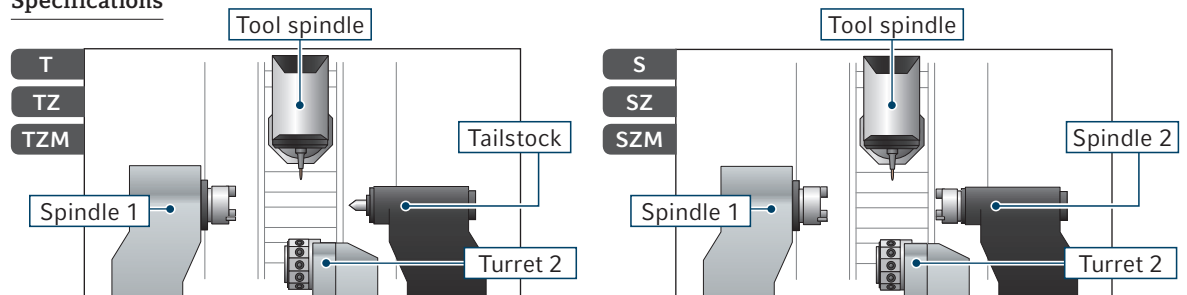 Specifications
Tool spindle
T
TZ
TZM
Tailstock
Spindle 1
Turret 2
Tool spindle
S
SZ
SZM
Spindle 2
Spindle 1
Turret 2